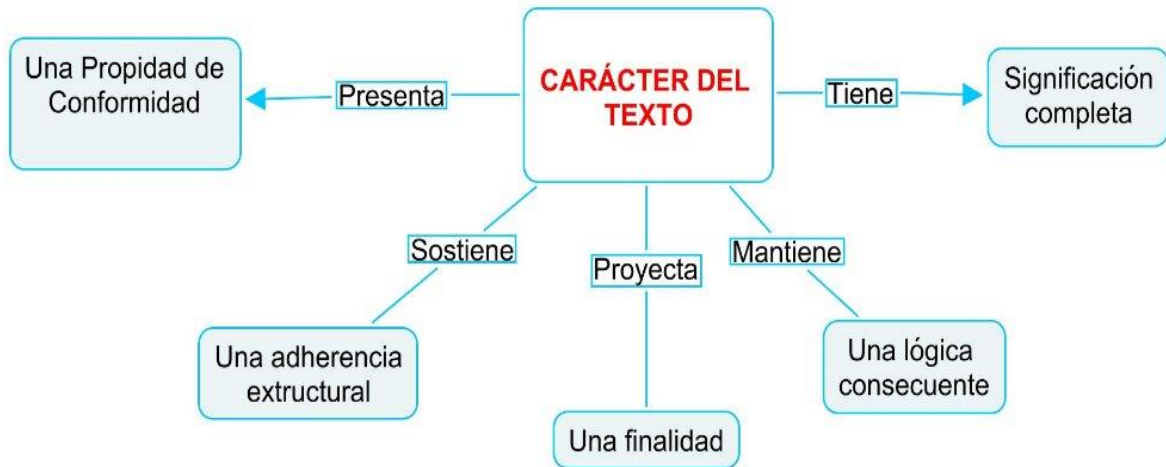 CARÁCTER DEL
TEXTO
Una Propidad de
Conformidad
Presenta
Tiene
Significación
completa
Sostiene
Proyecta
Mantiene
Una adherencia
extructural
Una finalidad
Una lógica
consecuente